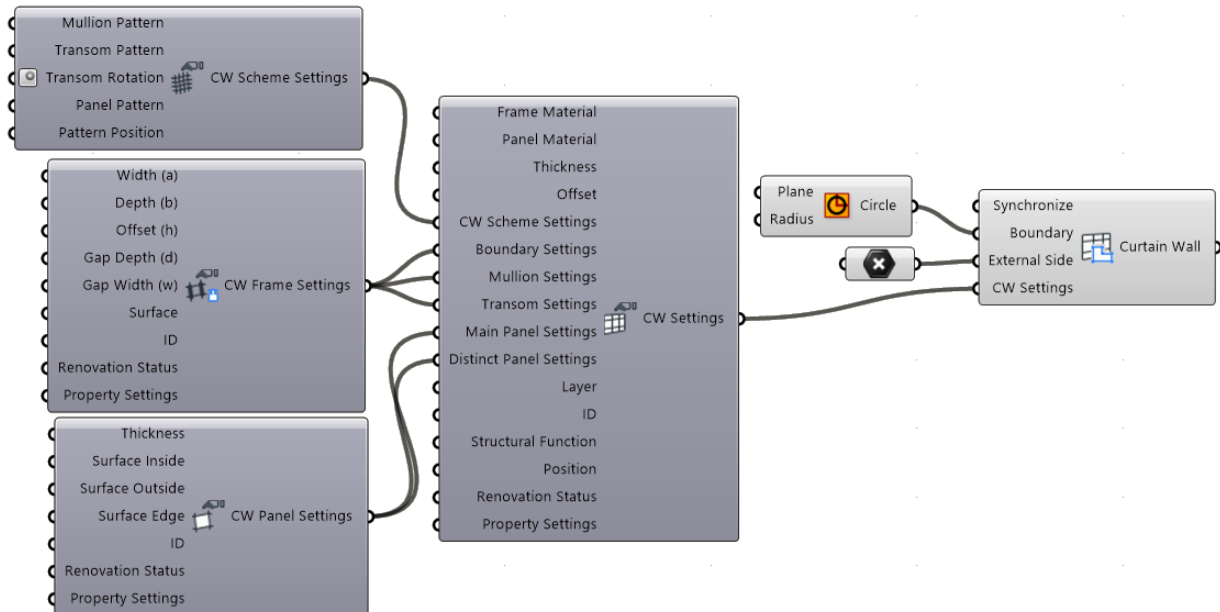 Mullion Pattern
Transom Pattern
Transom Rotation
Panel Pattern
Pattern Position
CW Scheme Settings
Width (a)
Depth (b)
Offset (h)
Gap Depth (d)
Gap Width (w)
Surface
ID
Renovation Status
Property Settings
CW Frame Settings
Thickness
Surface Inside
Surface Outside
Surface Edge
ID
Renovation Status
Property Settings
CW Panel Settings
Frame Material
Panel Material
Thickness
Offset
CW Scheme Settings
Boundary Settings
Mullion Settings
Transom Settings
Main Panel Settings
Distinct Panel Settings
Layer
ID
Structural Function
Position
Renovation Status
Property Settings
CW Settings
Plane
Radius
Circle
Synchronize
Boundary
External Side
CW Settings
Curtain Wall